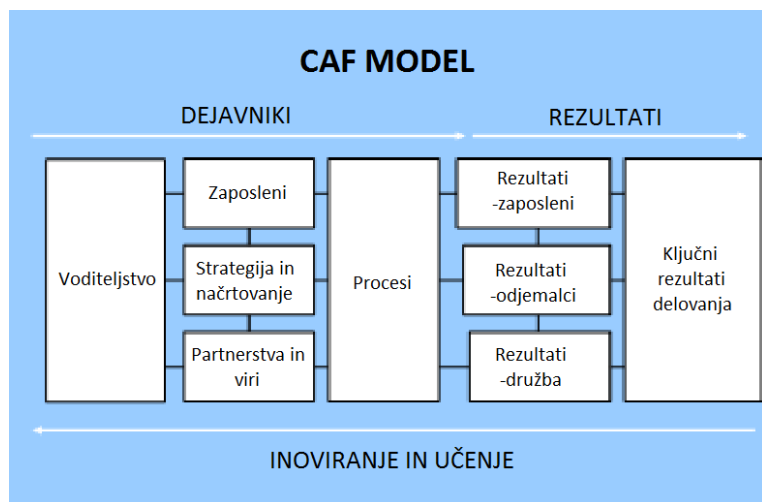 CAF MODEL
DEJAVNIKI
REZULTATI
Voditeljstvo
Zaposleni
Strategija in
načrtovanje
Partnerstva in
viri
Procesi
Rezultati
-zaposleni
Rezultati
-odjemalci
Rezultati
-družba
Ključni
rezultati
delovanja
INOVIRANJE IN UČENJE